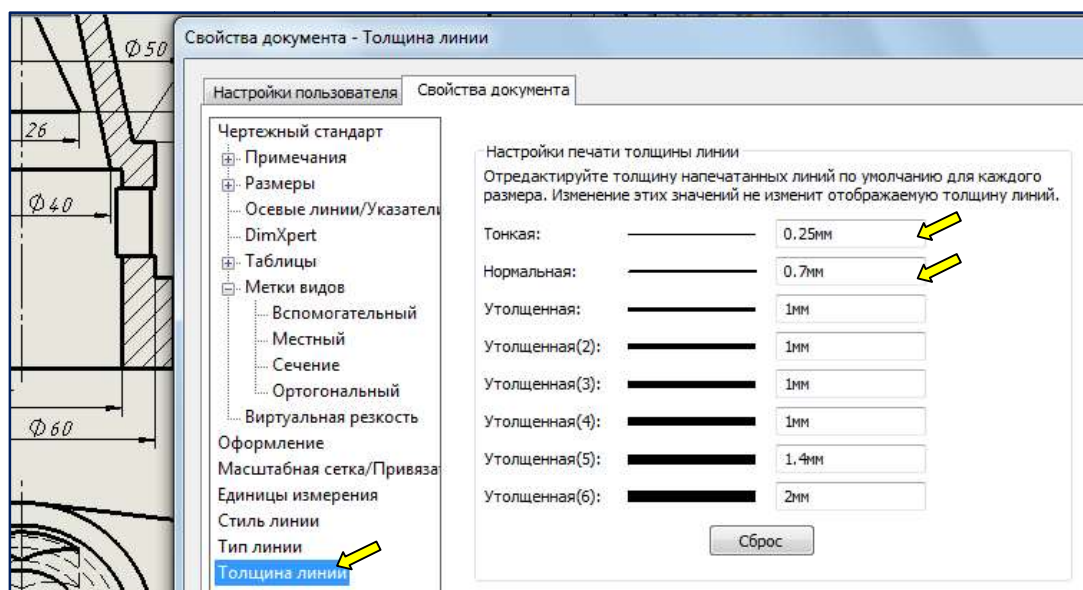 Свойства документа - Толщина линии
Настройки пользователя
Свойства документа
Чертежный стандарт
Примечания
Размеры
Осевые линии/Указатели
DimXpert
Таблицы
Метки видов
Вспомогательный
Местный
Сечение
Ортогональный
Виртуальная резкость
Оформление
Масштабная сетка/Привяза
Единицы измерения
Стиль линии
Тип линии
Толщина линии
Настройки печати толщины линии
Отредактируйте толщину напечатанных линий по умолчанию для каждого
размера. Изменение этих значений не изменит отображаемую толщину линий.
Тонкая: 0.25мм
Нормальная: 0.7мм
Утолщенная: 1мм
Утолщенная(2): 1мм
Утолщенная(3): 1мм
Утолщенная(4): 1мм
Утолщенная(5): 1.4мм
Утолщенная(6): 2мм
Сброс
Ф50
26
Ф40
Ф60